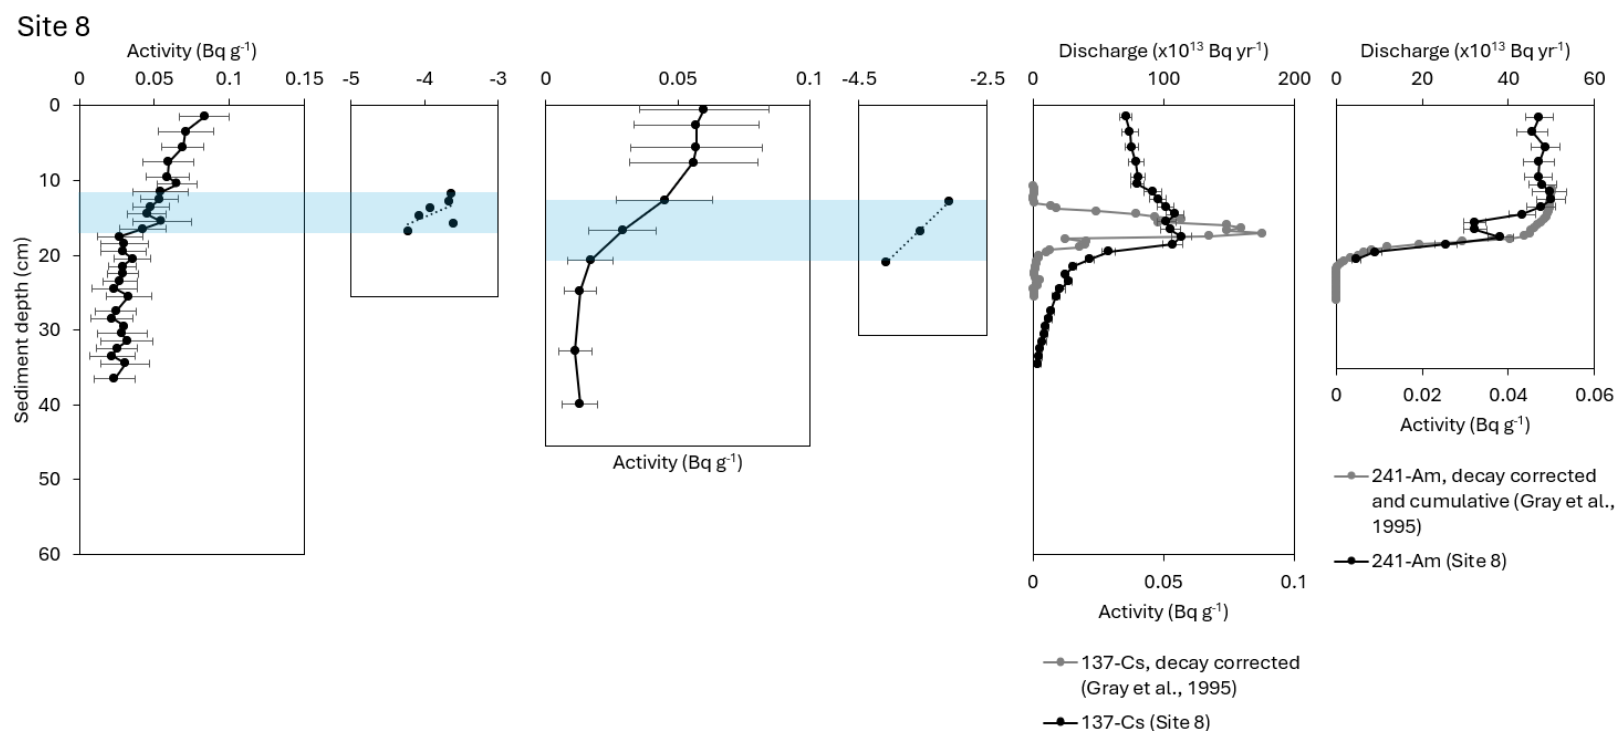 Site 8
Activity (Bq g-1)
Discharge (x10^13 Bq yr-1)
Discharge (x10^13 Bq yr-1)
0 0.05 0.1 0.15
-5 -4 -3
0 0.05 0.1
-4.5 -2.5
0 100 200
0 20 40 60
0
10
20
30
40
50
60
Sediment depth (cm)
Activity (Bq g-1)
0 0.02 0.04 0.06
Activity (Bq g-1)
241-Am, decay corrected
and cumulative (Gray et al.,
1995)
241-Am (Site 8)
0 0.05 0.1
Activity (Bq g-1)
137-Cs, decay corrected
(Gray et al., 1995)
137-Cs (Site 8)